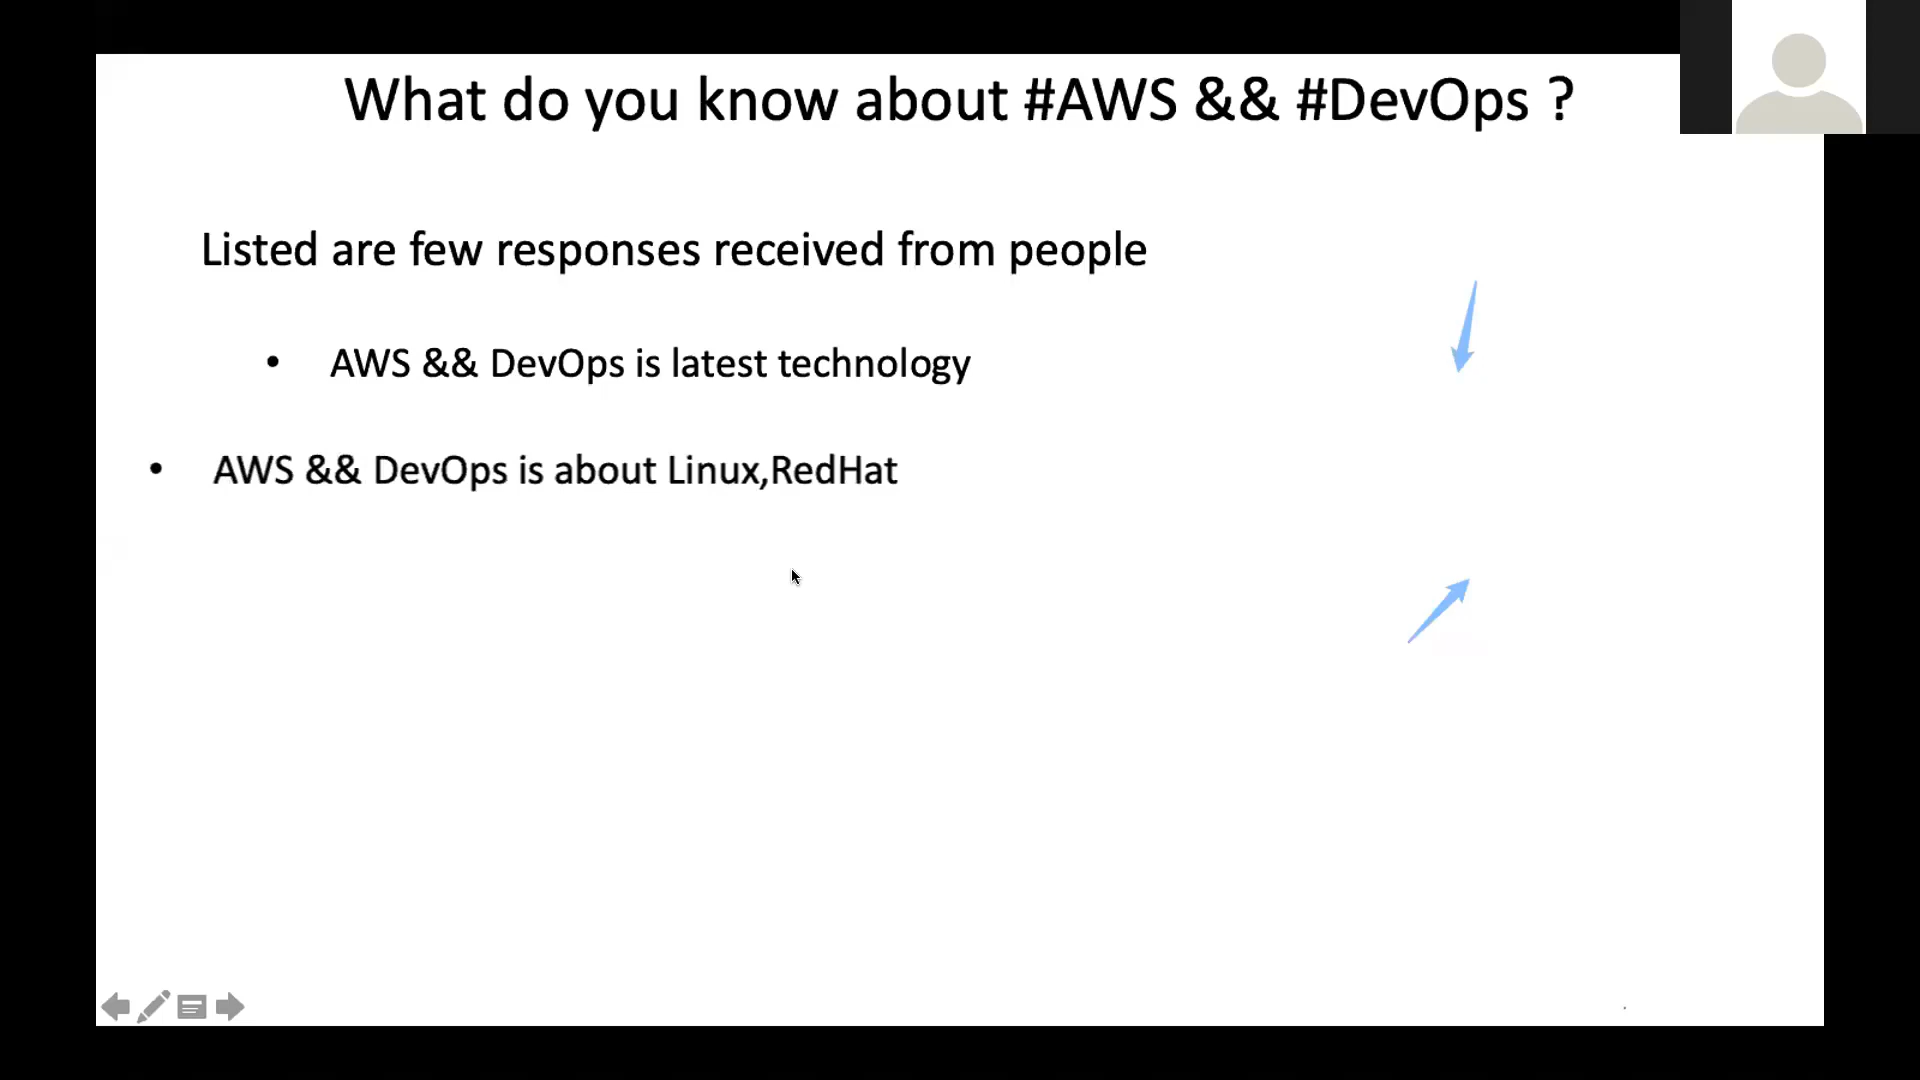 What do you know about #AWS && #DevOps ?
Listed are few responses received from people
• AWS && DevOps is latest technology
• AWS && DevOps is about Linux,RedHat